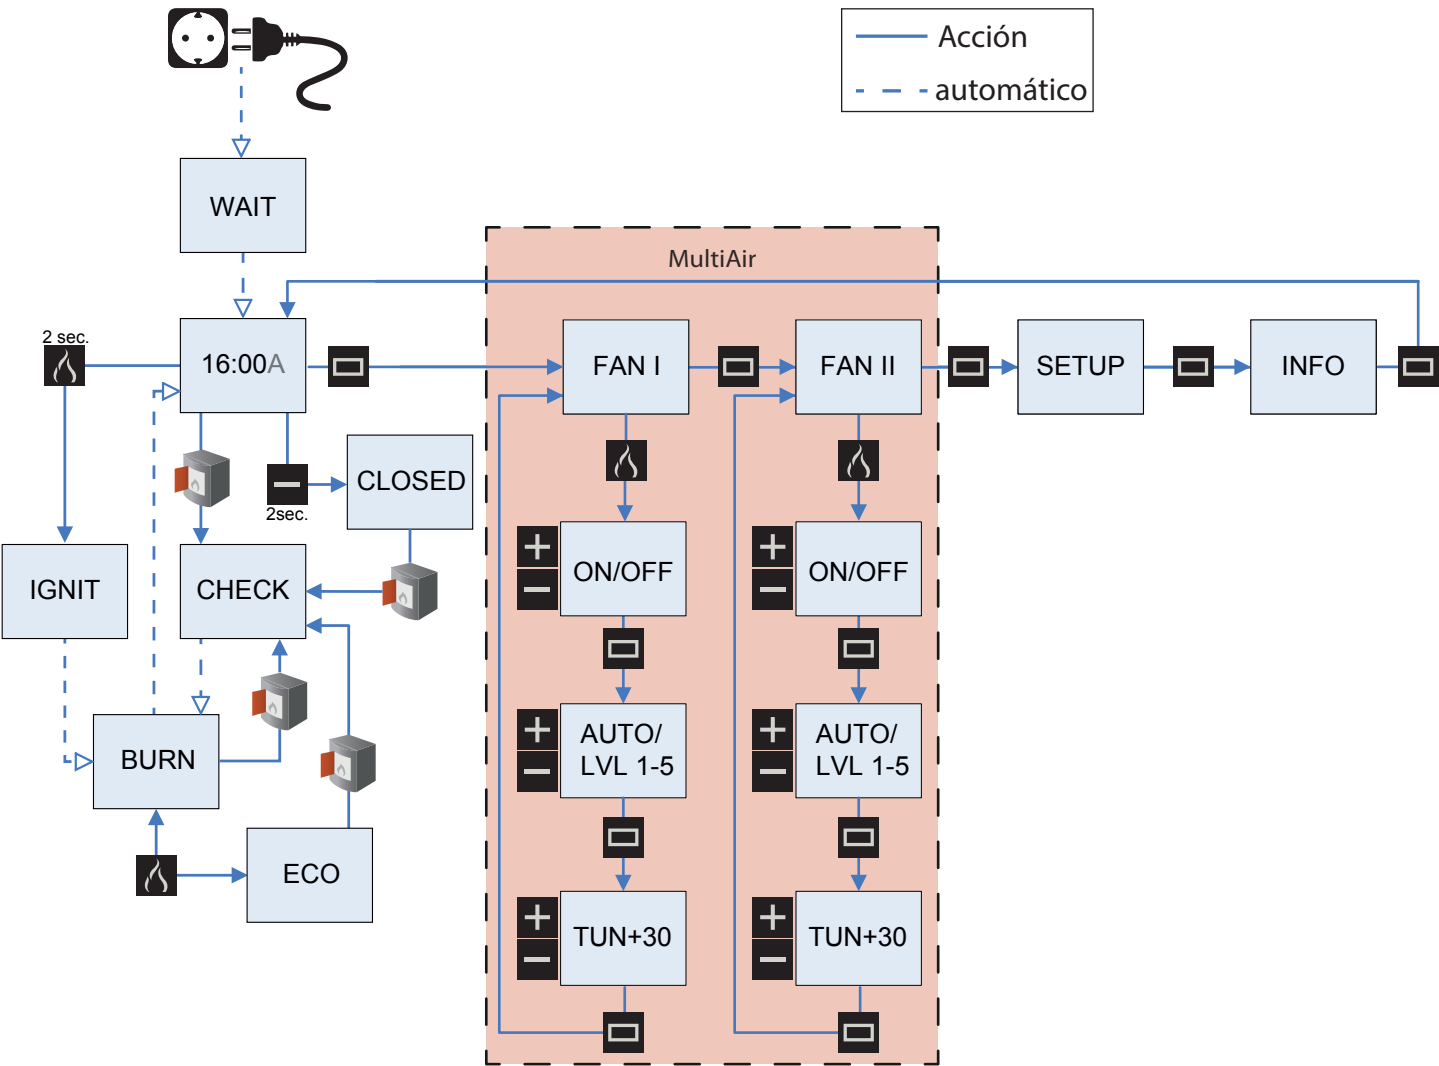 Acción
automático
WAIT
MultiAir
2 sec.
16:00A
FAN I
FAN II
SETUP
INFO
CLOSED
2sec.
IGNIT
CHECK
ON/OFF
ON/OFF
BURN
AUTO/
LVL 1-5
AUTO/
LVL 1-5
ECO
TUN+30
TUN+30